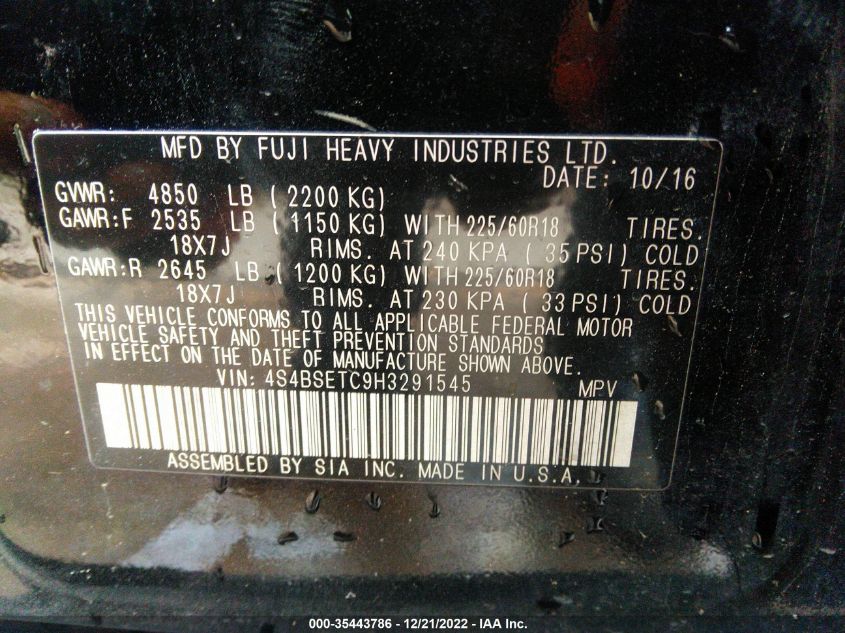 MFD BY FUJI HEAVY INDUSTRIES LTD.
DATE: 10/16
GVWR: 4850 LB ( 2200 KG)
GAWR:F 2535 LB ( 1150 KG) WITH 225/60R18 TIRES.
18X7J RIMS. AT 240 KPA ( 35 PSI) COLD
GAWR:R 2645 LB ( 1200 KG) WITH 225/60R18 TIRES.
18X7J RIMS. AT 230 KPA ( 33 PSI) COLD
THIS VEHICLE CONFORMS TO ALL APPLICABLE FEDERAL MOTOR
VEHICLE SAFETY AND THEFT PREVENTION STANDARDS
IN EFFECT ON THE DATE OF MANUFACTURE SHOWN ABOVE.
VIN: 4S4BSETC9H3291545 MPV
ASSEMBLED BY SIA INC. MADE IN U.S.A.
000-35443786 - 12/21/2022 - IAA Inc.